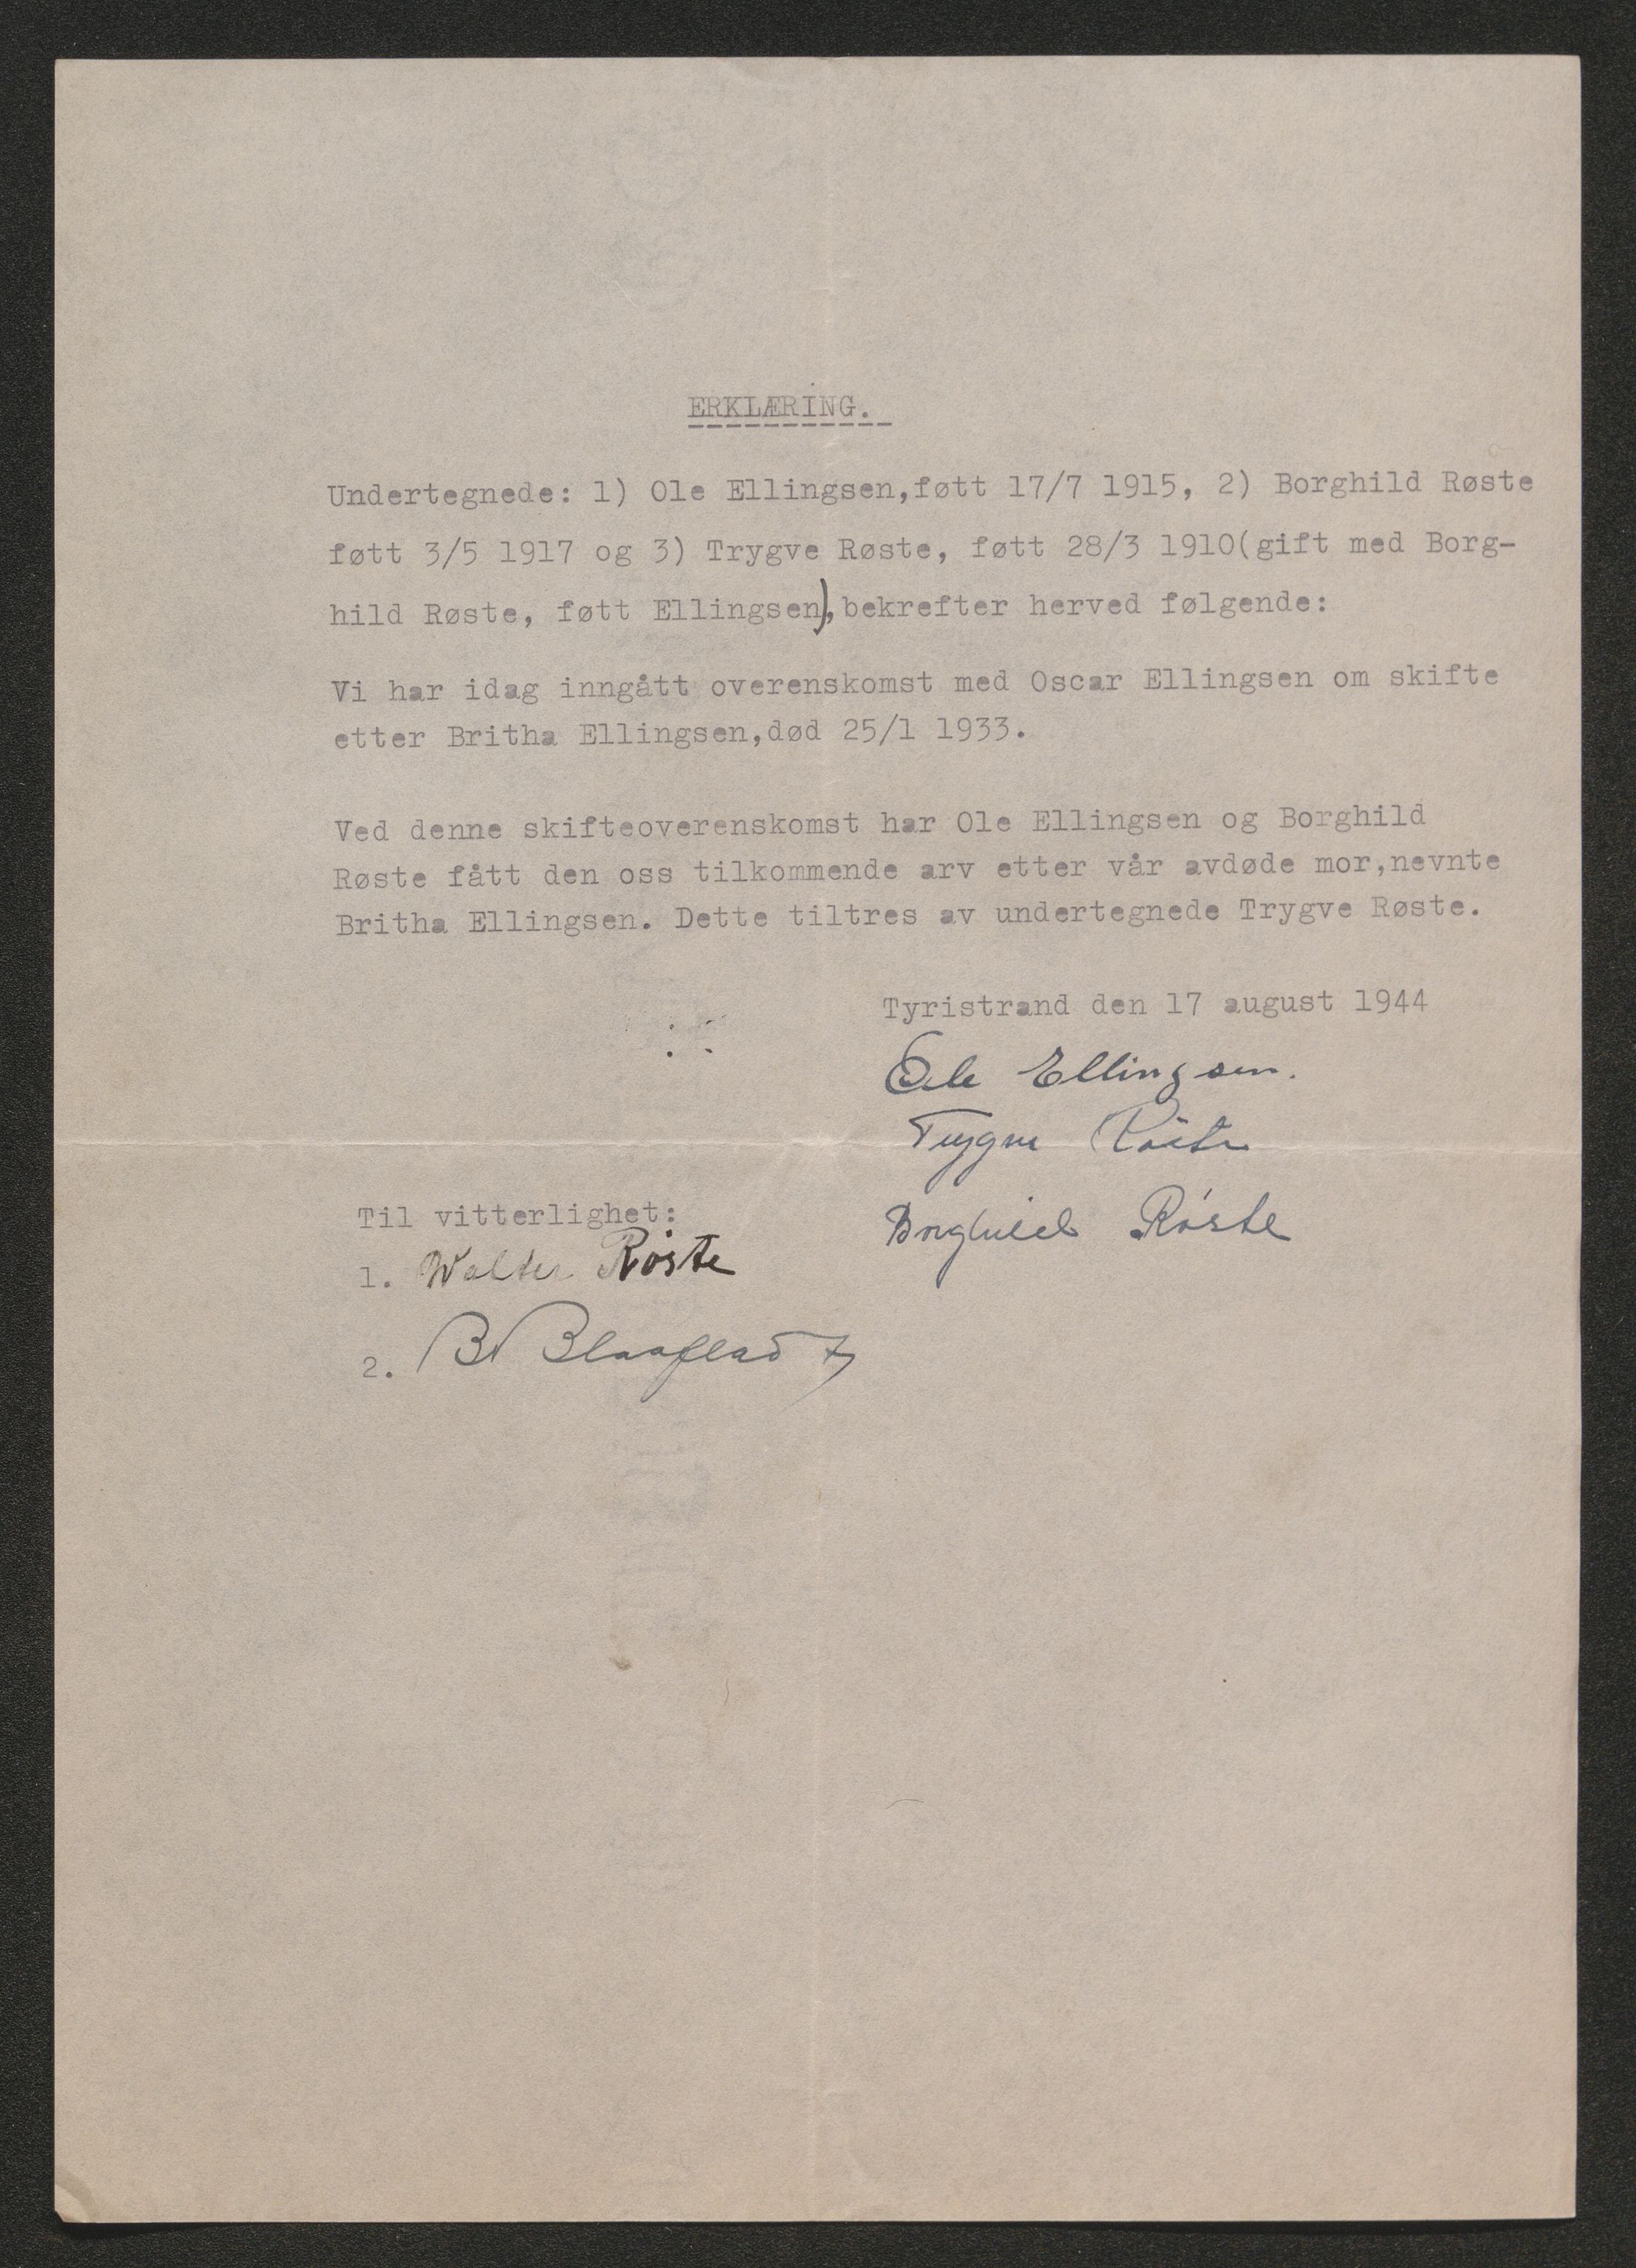 ERKLÆRING.
Undertegnede: 1) Ole Ellingsen,født 17/7 1915, 2) Borghild Røste
født 3/5 1917 og 3) Trygve Røste, født 28/3 1910(gift med Borg-
hild Røste, født Ellingsen), bekrefter herved følgende:
Vi har idag inngått overenskomst med Oscar Ellingsen om skifte
etter Britha Ellingsen,død 25/1 1933.
Ved denne skifteoverenskomst har Ole Ellingsen og Borghild
Røste fått den oss tilkommende arv etter vår avdøde mor,nevnte
Britha Ellingsen. Dette tiltres av undertegnede Trygve Røste.
Tyristrand den 17 august 1944
Ole Ellingsen.
Trygve Røste
Borghild Røste
Til vitterlighet:
1. Walter Røste
2. B Blaaflad